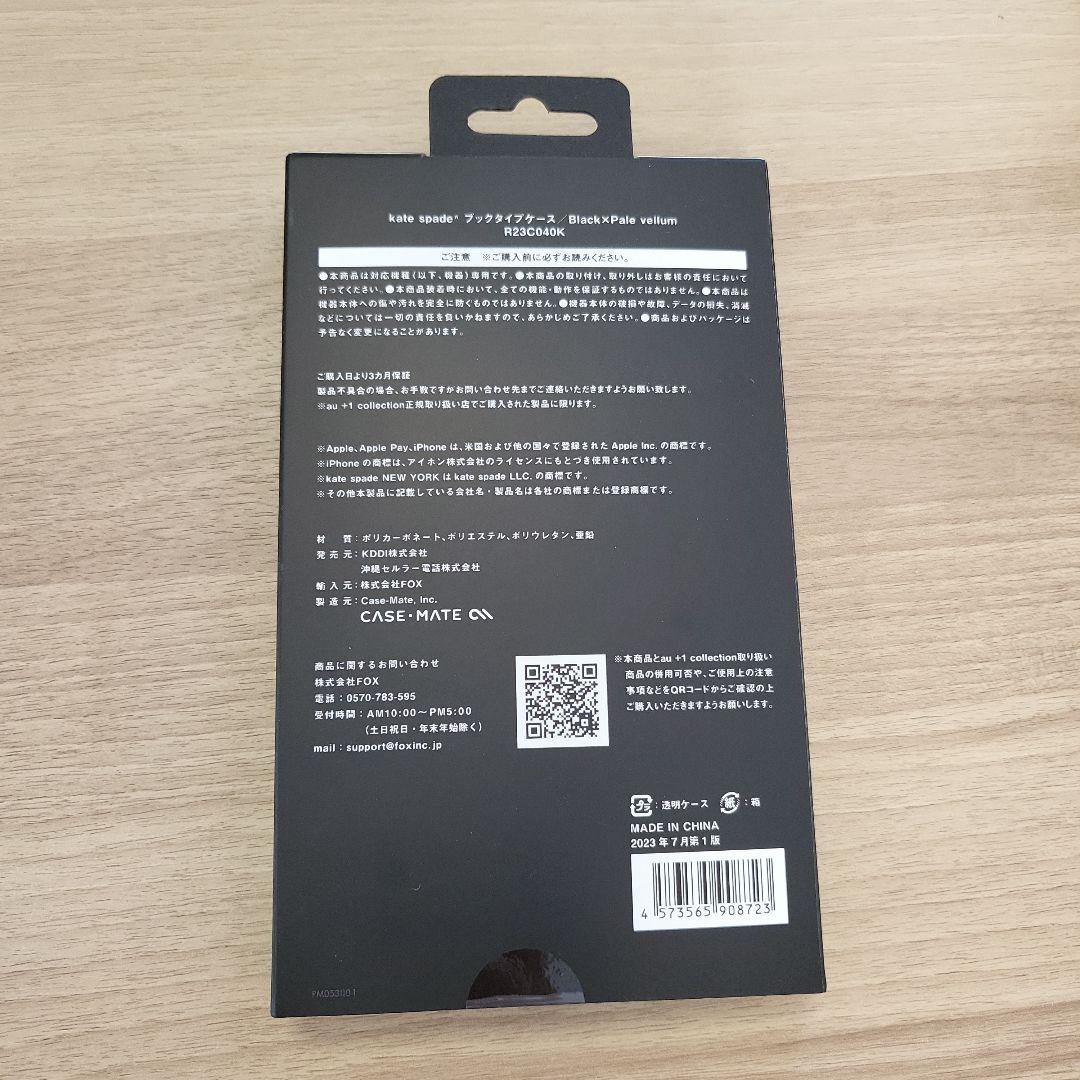 kate spade® ブックタイプケース/Black×Pale vellum
R23C040K
ご注意 ※ご購入前に必ずお読みください。
●本商品は対応機種(以下、機器)専用です。●本商品の取り付け、取り外しはお客様の責任において
行ってください。●本商品装着時において、全ての機能・動作を保証するものではありません。●本商品は
機器本体への傷や汚れを完全に防ぐものではありません。●機器本体の破損や故障、データの損失、消滅
などについては一切の責任を負いかねますので、あらかじめご了承ください。●商品およびパッケージは
予告なく変更になることがあります。
ご購入日より3カ月保証
製品不具合の場合、お手数ですがお問い合わせ先までご連絡いただきますようお願い致します。
※au +1 collection正規取り扱い店でご購入された製品に限ります。
※Apple、Apple Pay、iPhone は、米国および他の国々で登録された Apple Inc. の商標です。
※iPhone の商標は、アイホン株式会社のライセンスにもとづき使用されています。
※kate spade NEW YORK は kate spade LLC. の商標です。
※その他本製品に記載している会社名・製品名は各社の商標または登録商標です。
材 質:ポリカーボネート、ポリエステル、ポリウレタン、亜鉛
発売元:KDDI株式会社
沖縄セルラー電話株式会社
輸入元:株式会社FOX
製造元:Case-Mate, Inc.
CASE·MATE
商品に関するお問い合わせ
株式会社FOX
電話:0570-783-595
受付時間:AM10:00~PM5:00
(土日祝日・年末年始除く)
mail:support@foxinc.jp
※本商品とau +1 collection取り扱い
商品の併用可否や、ご使用上の注意
事項などをQRコードからご確認の上
ご購入いただきますようお願いします。
プラ:透明ケース 紙:箱
MADE IN CHINA
2023年7月第1版
4 573565 908723
PM053110-1